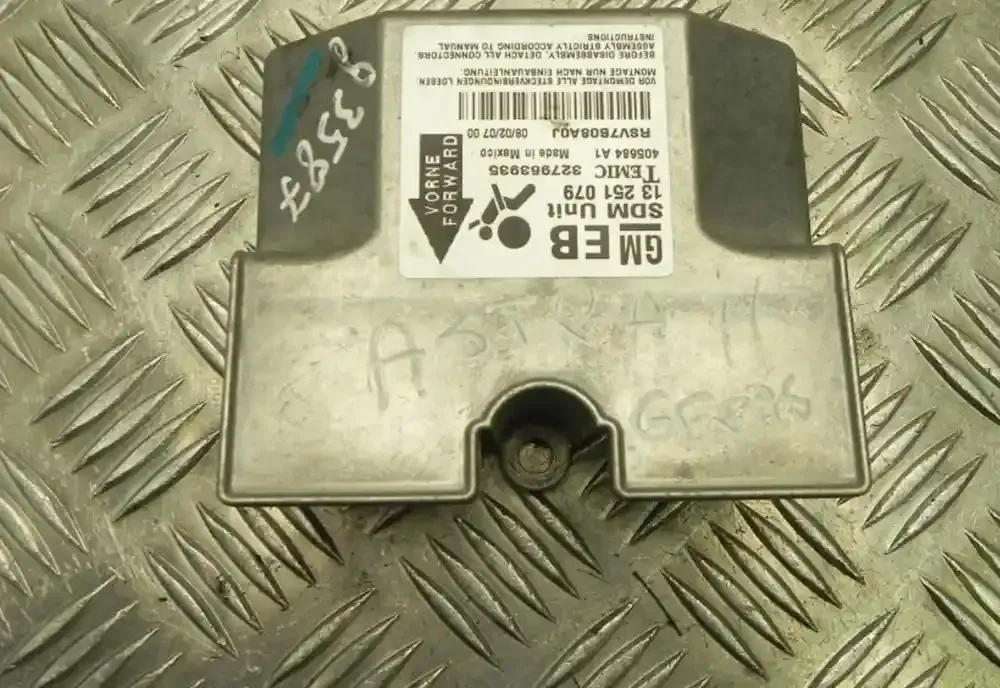 GM
EB
SDM Unit
13 251 079
TEMIC 327963935
405684 A1 Made in Mexico
RSV7B08A0J 08/02/07 00
VORNE
FORWARD
VOR DEMONTAGE ALLE STECKVERBINDUNGEN LOESEN!
MONTAGE NUR NACH EINBAUANLEITUNG.
BEFORE DISASSEMBLY, DETACH ALL CONNECTORS.
ASSEMBLY STRICTLY ACCORDING TO MANUAL
INSTRUCTIONS
93587
ASTRA H